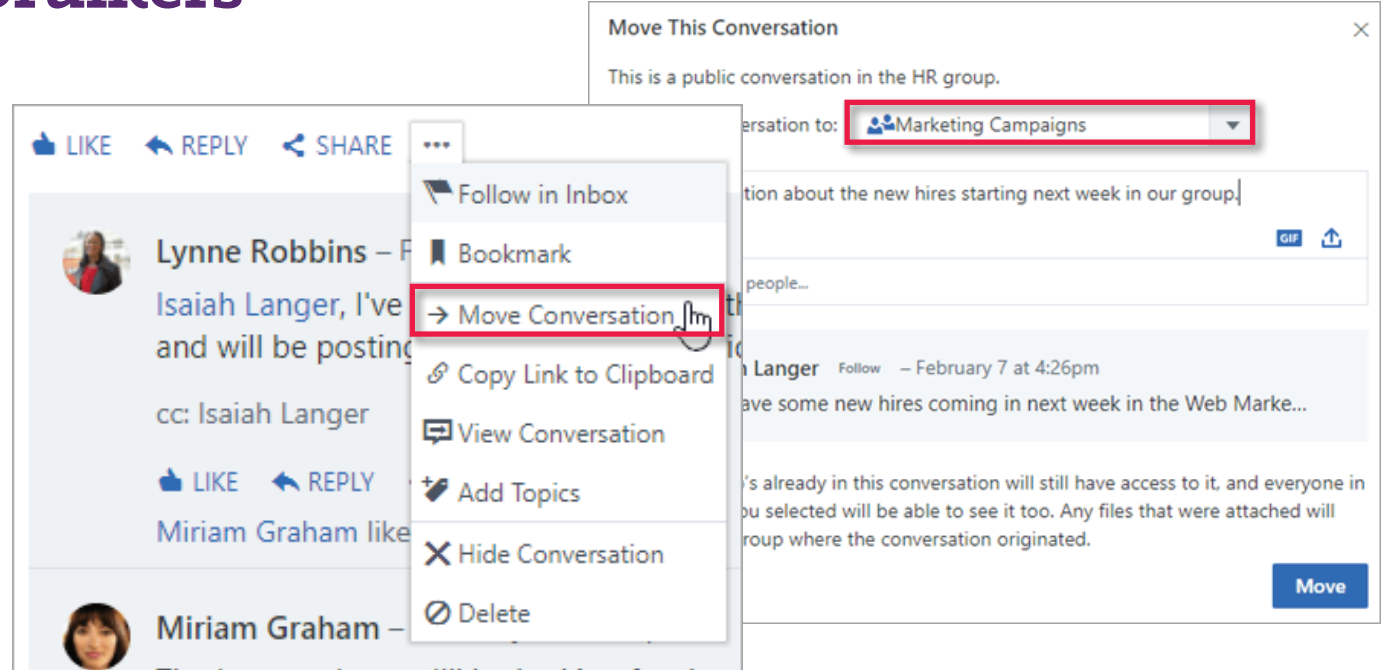 Move This Conversation
This is a public conversation in the HR group.
to:
Marketing Campaigns
about the new hires starting next week in our group.
GIF
people...
Langer Follow – February 7 at 4:26pm
some new hires coming in next week in the Web Marke...
already in this conversation will still have access to it, and everyone in
selected will be able to see it too. Any files that were attached will
where the conversation originated.
Move
LIKE REPLY SHARE ...
Follow in Inbox
Bookmark
Move Conversation
Copy Link to Clipboard
View Conversation
Add Topics
Hide Conversation
Delete
Lynne Robbins –
Isaiah Langer, I've
and will be posting
cc: Isaiah Langer
LIKE REPLY
Miriam Graham like
Miriam Graham –